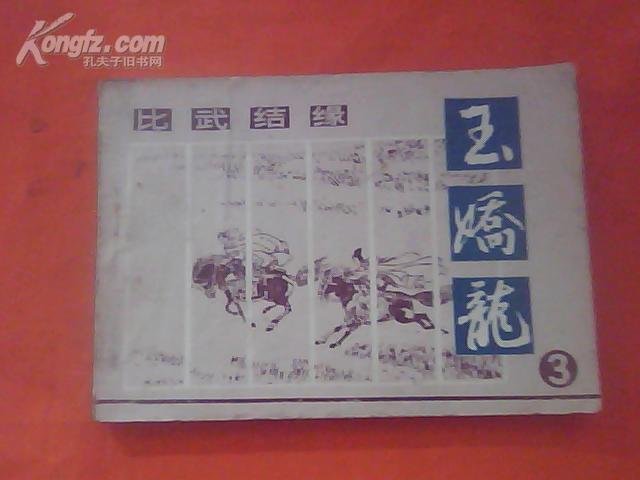 Kongfz.com
孔夫子旧书网
比武结缘
玉嬌龍
3